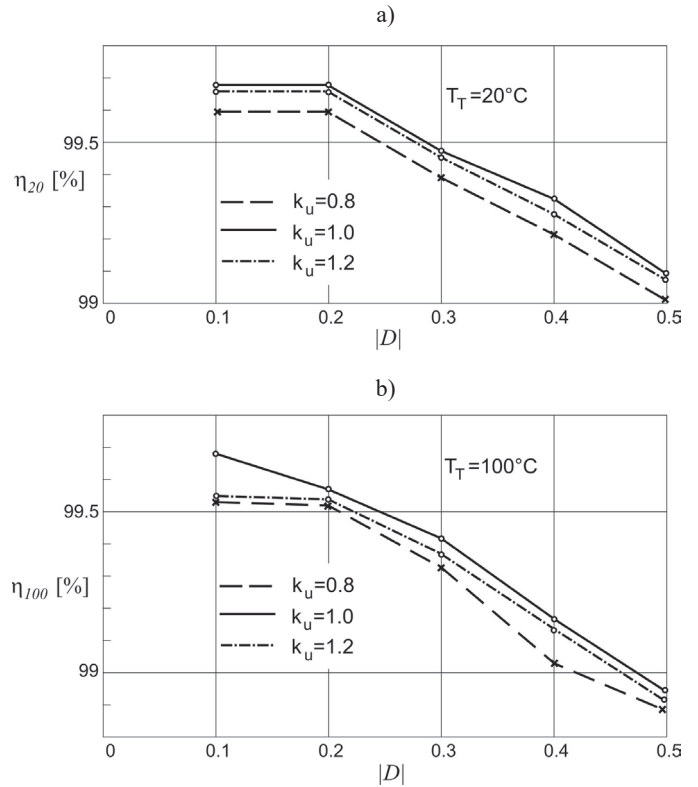 a)
T_T=20°C
99.5
η_20 [%]
k_u=0.8
k_u=1.0
k_u=1.2
99
0 0.1 0.2 0.3 0.4 0.5
|D|
b)
T_T=100°C
99.5
η_100 [%]
k_u=0.8
k_u=1.0
k_u=1.2
99
0 0.1 0.2 0.3 0.4 0.5
|D|